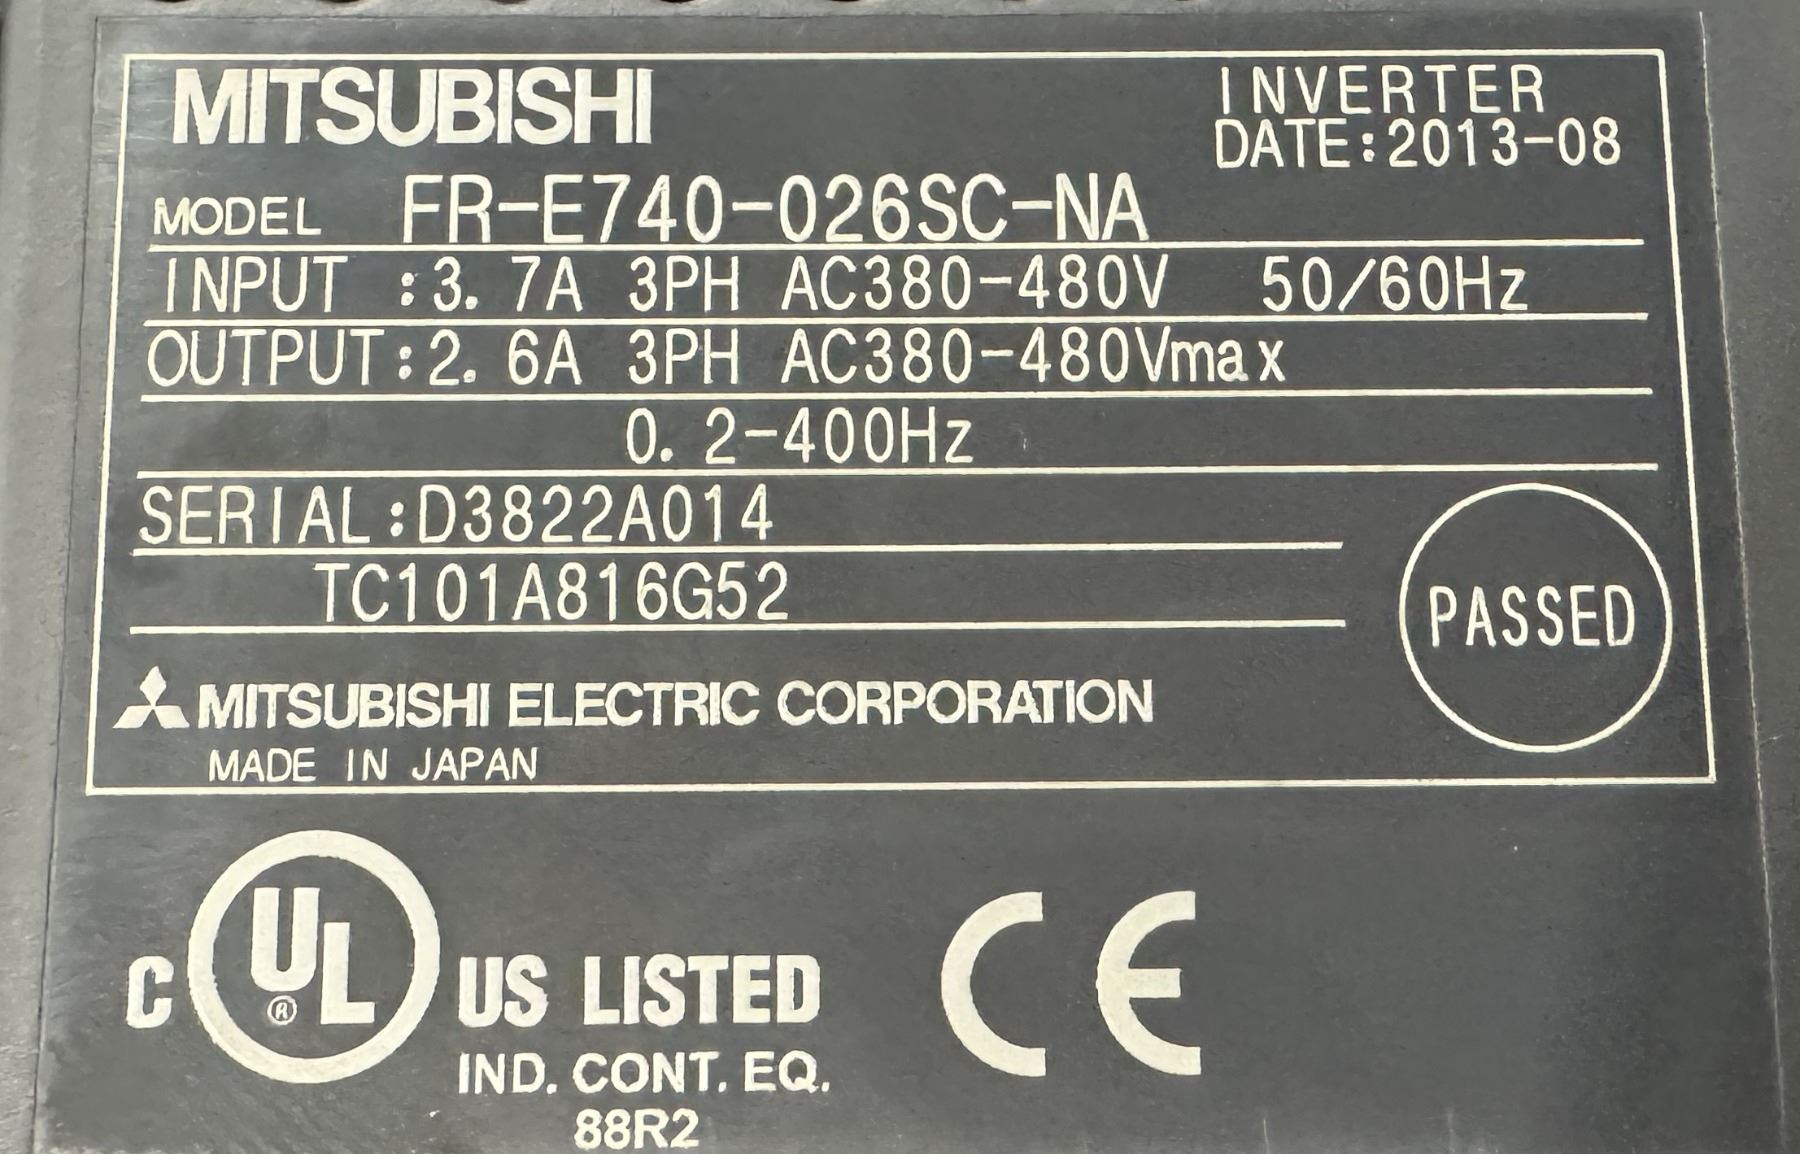 MITSUBISHI
INVERTER
DATE:2013-08
MODEL FR-E740-026SC-NA
INPUT :3.7A 3PH AC380-480V 50/60Hz
OUTPUT:2.6A 3PH AC380-480Vmax
0.2-400Hz
SERIAL:D3822A014
TC101A816G52
PASSED
MITSUBISHI ELECTRIC CORPORATION
MADE IN JAPAN
C UL® US LISTED
CE
IND. CONT. EQ.
88R2